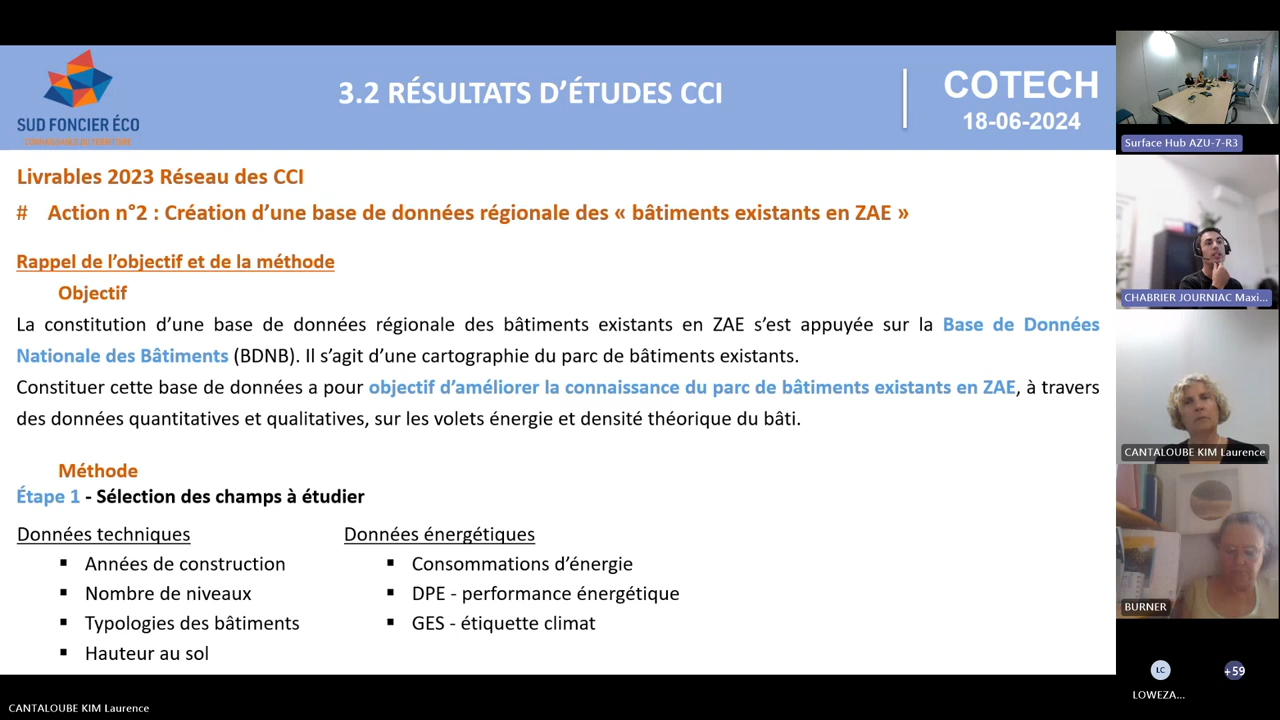 3.2 RÉSULTATS D’ÉTUDES CCI
COTECH
18-06-2024
SUD FONCIER ÉCO
CONNAISSANCE DU TERRITOIRE
Livrables 2023 Réseau des CCI
# Action n°2 : Création d’une base de données régionale des « bâtiments existants en ZAE »
Rappel de l’objectif et de la méthode
Objectif
La constitution d’une base de données régionale des bâtiments existants en ZAE s’est appuyée sur la Base de Données
Nationale des Bâtiments (BDNB). Il s’agit d’une cartographie du parc de bâtiments existants.
Constituer cette base de données a pour objectif d’améliorer la connaissance du parc de bâtiments existants en ZAE, à travers
des données quantitatives et qualitatives, sur les volets énergie et densité théorique du bâti.
Méthode
Étape 1 - Sélection des champs à étudier
Données techniques
▪ Années de construction
▪ Nombre de niveaux
▪ Typologies des bâtiments
▪ Hauteur au sol
Données énergétiques
▪ Consommations d’énergie
▪ DPE - performance énergétique
▪ GES - étiquette climat
Surface Hub AZU-7-R3
CHABRIER JOURNIAC Maxi...
CANTALOUBE KIM Laurence
BURNER
LC
+59
LOWEZA...
CANTALOUBE KIM Laurence